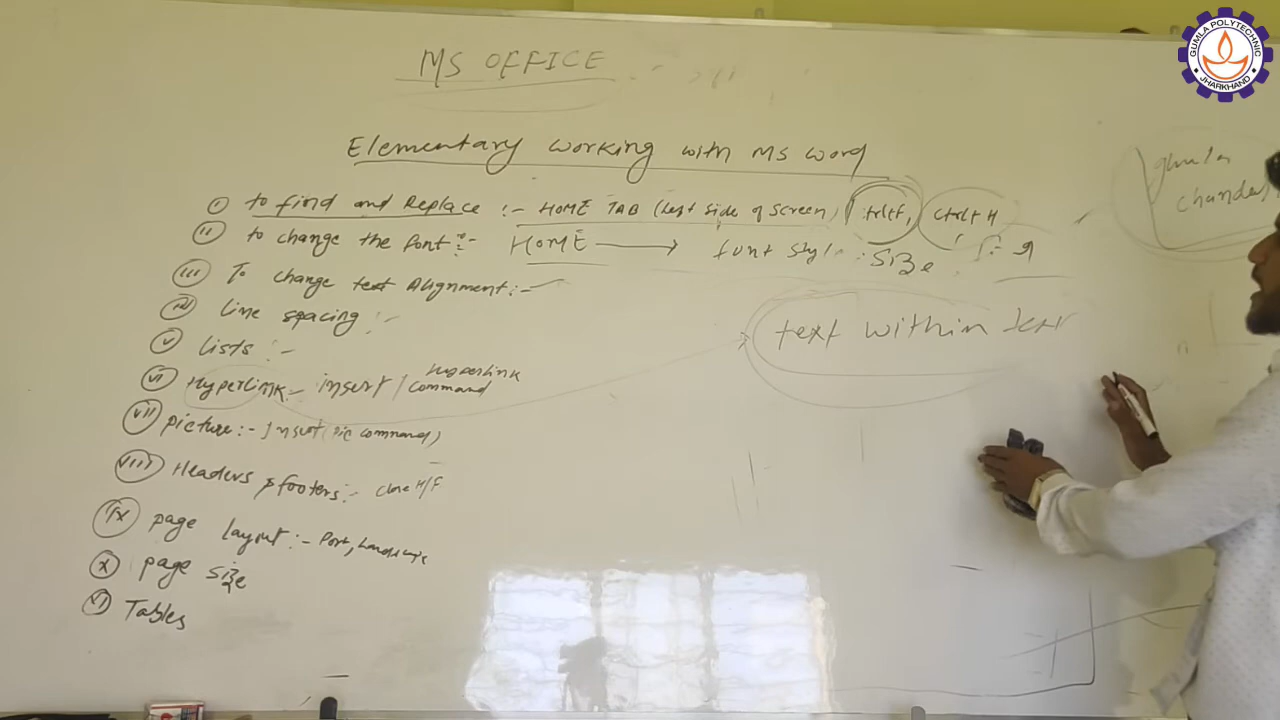 MS OFFICE
Elementary working with MS word
i to find and Replace :- HOME TAB (Left side of screen) ctrl+f, ctrl+H
ii to change the font :- HOME → font style : size
iii To change text Alignment :-
iv Line spacing :-
v Lists :-
vi HyperLink :- insert / Hyperlink command
text within text
vii picture :- Insert (pic command)
viii Headers & footers :- close H/F
ix page layout :- Port,
x page size
vi Tables
GUMLA POLYTECHNIC
JHARKHAND